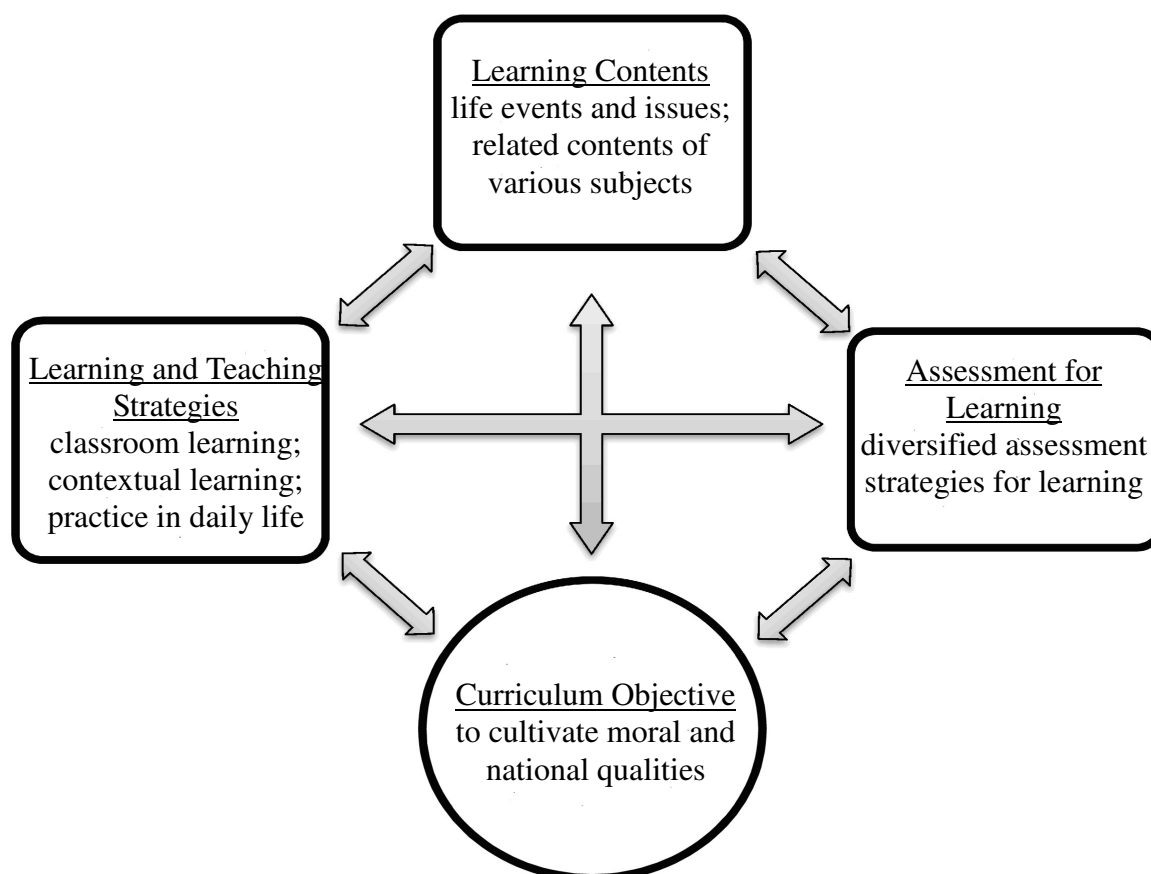 Learning Contents
life events and issues;
related contents of
various subjects
Learning and Teaching
Strategies
classroom learning;
contextual learning;
practice in daily life
Assessment for
Learning
diversified assessment
strategies for learning
Curriculum Objective
to cultivate moral and
national qualities